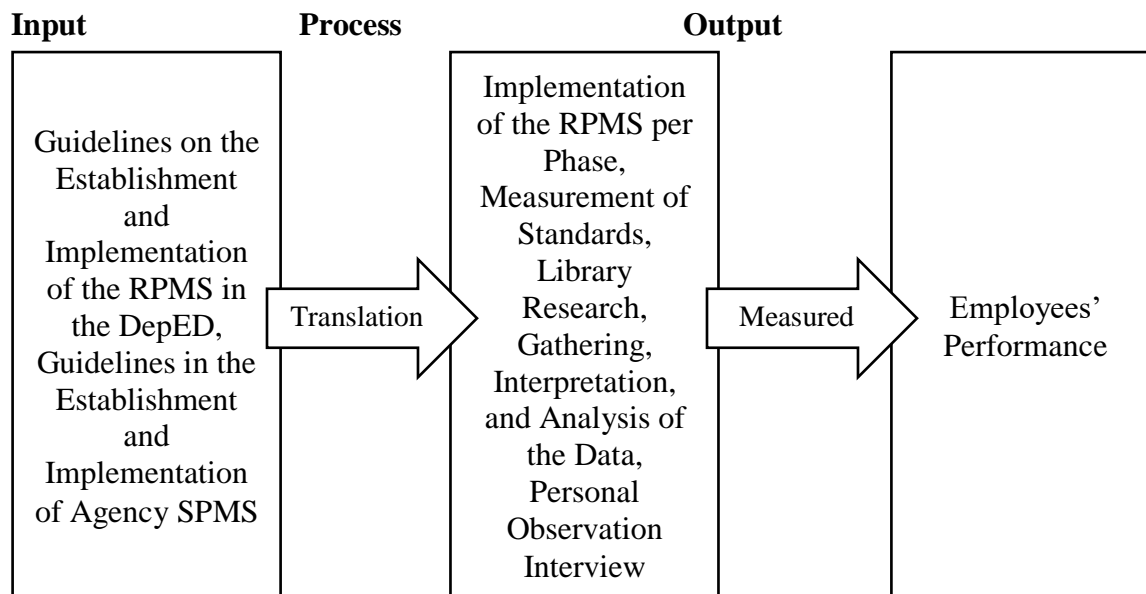 Input Process Output
Guidelines on the
Establishment
and
Implementation
of the RPMS in
the DepED,
Guidelines in the
Establishment
and
Implementation
of Agency SPMS
Translation
Implementation
of the RPMS per
Phase,
Measurement of
Standards,
Library
Research,
Gathering,
Interpretation,
and Analysis of
the Data,
Personal
Observation
Interview
Measured
Employees’
Performance